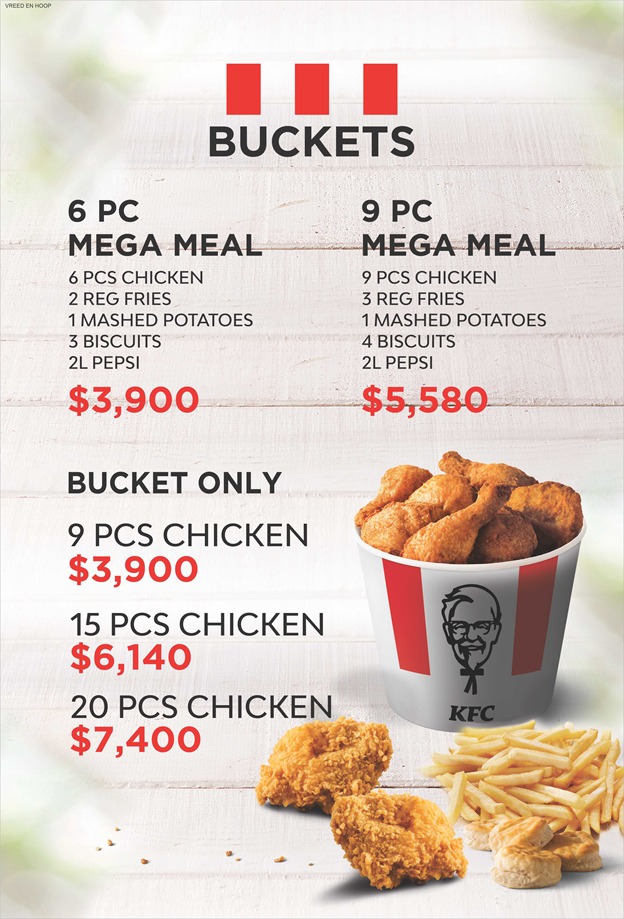 VREED EN HOOP
BUCKETS
6 PC
MEGA MEAL
6 PCS CHICKEN
2 REG FRIES
1 MASHED POTATOES
3 BISCUITS
2L PEPSI
$3,900
9 PC
MEGA MEAL
9 PCS CHICKEN
3 REG FRIES
1 MASHED POTATOES
4 BISCUITS
2L PEPSI
$5,580
BUCKET ONLY
9 PCS CHICKEN
$3,900
15 PCS CHICKEN
$6,140
20 PCS CHICKEN
$7,400
KFC